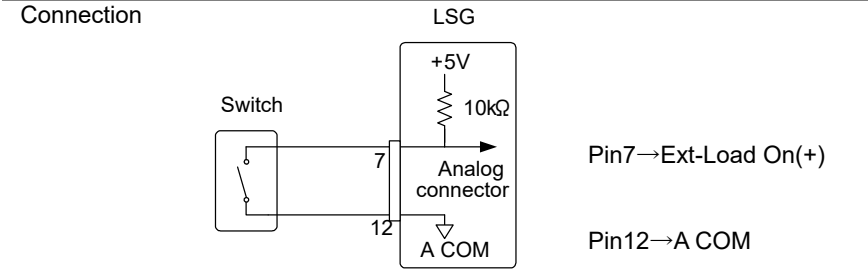 Connection
LSG
+5V
Switch
10kΩ
7
Pin7→Ext-Load On(+)
Analog
connector
12
A COM
Pin12→A COM